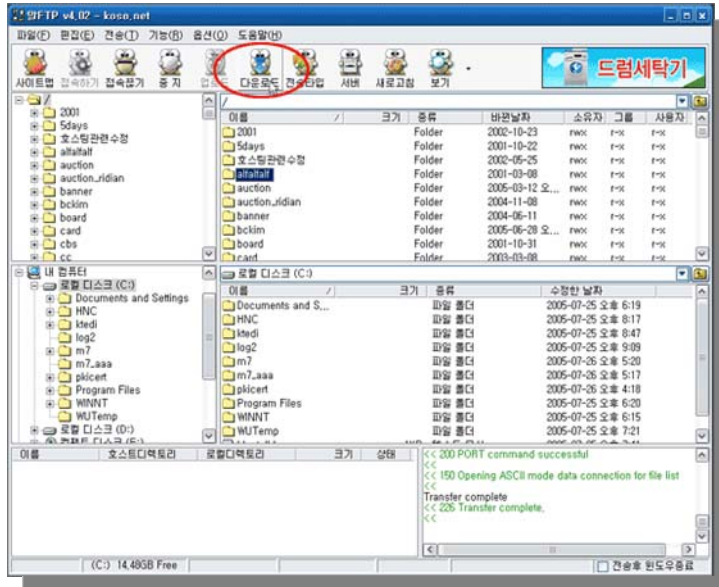 알FTP v4.02 - koso.net
파일(F) 편집(E) 전송(T) 기능(R) 옵션(O) 도움말(H)
사이트맵 접속하기 접속끊기 중 지 업로드 다운로드 전송타입 서버 새로고침 보기
드럼세탁기
/
2001
5days
호스팅관련수정
alfalfalf
auction
auction_ridian
banner
bckim
board
card
cbs
cc
/
이름 크기 종류 바뀐날짜 소유자 그룹 사용자
2001 Folder 2002-10-23 rwx r-x r-x
5days Folder 2001-10-22 rwx r-x r-x
호스팅관련수정 Folder 2002-05-25 rwx r-x r-x
alfalfalf Folder 2001-03-08 rwx r-x r-x
auction Folder 2005-03-12 오... rwx r-x r-x
auction_ridian Folder 2004-11-08 rwx r-x r-x
banner Folder 2004-06-11 rwx r-x r-x
bckim Folder 2005-06-28 오... rwx r-x r-x
board Folder 2001-10-31 rwx r-x r-x
card Folder 2003-03-08 rwx r-x r-x
내 컴퓨터
로컬 디스크 (C:)
Documents and Settings
HNC
ktedi
log2
m7
m7_aaa
pkicert
Program Files
WINNT
WUTemp
로컬 디스크 (D:)
컴팩트 디스크 (E:)
로컬 디스크 (C:)
이름 크기 종류 수정한 날짜
Documents and S... 파일 폴더 2005-07-25 오후 6:19
HNC 파일 폴더 2005-07-25 오후 8:17
ktedi 파일 폴더 2005-07-25 오후 8:47
log2 파일 폴더 2005-07-25 오후 9:09
m7 파일 폴더 2005-07-26 오후 5:20
m7_aaa 파일 폴더 2005-07-26 오후 5:17
pkicert 파일 폴더 2005-07-26 오후 4:18
Program Files 파일 폴더 2005-07-25 오후 6:20
WINNT 파일 폴더 2005-07-25 오후 6:15
WUTemp 파일 폴더 2005-07-25 오후 7:21
이름 호스트디렉토리 로컬디렉토리 크기 상태
<< 200 PORT command successful
<<
<< 150 Opening ASCII mode data connection for file list
<<
Transfer complete
<< 226 Transfer complete.
<<
(C:) 14.48GB Free
전송후 윈도우종료